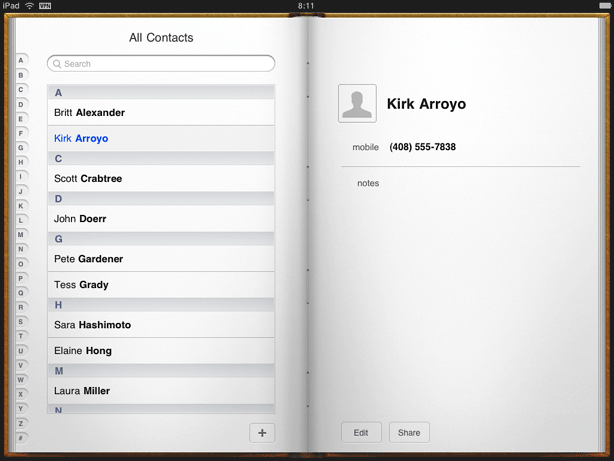 iPad VPN 8:11
All Contacts
Search
A
B
C
D
E
F
G
H
I
J
K
L
M
N
O
P
Q
R
S
T
U
V
W
X
Y
Z
#
A
Britt Alexander
Kirk Arroyo
C
Scott Crabtree
D
John Doerr
G
Pete Gardener
Tess Grady
H
Sara Hashimoto
Elaine Hong
M
Laura Miller
N
+
Kirk Arroyo
mobile (408) 555-7838
notes
Edit Share